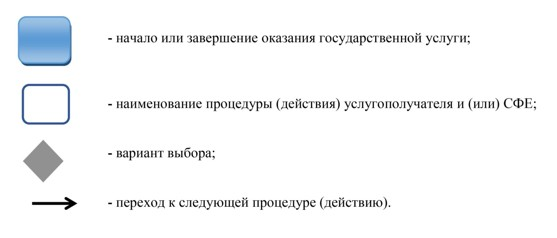 - начало или завершение оказания государственной услуги;
- наименование процедуры (действия) услугополучателя и (или) СФЕ;
- вариант выбора;
- переход к следующей процедуре (действию).